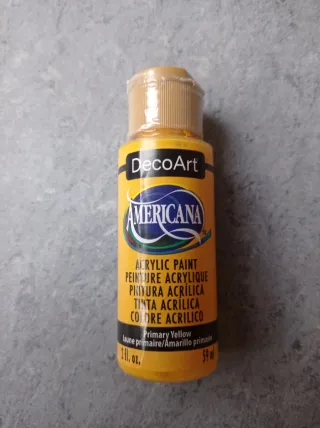 DecoArt
AMERICANA
ACRYLIC PAINT
PEINTURE ACRYLIQUE
PINTURA ACRÍLICA
TINTA ACRÍLICA
COLORE ACRILICO
Primary Yellow
Jaune primaire/Amarillo primario
2 fl. oz. 59 ml